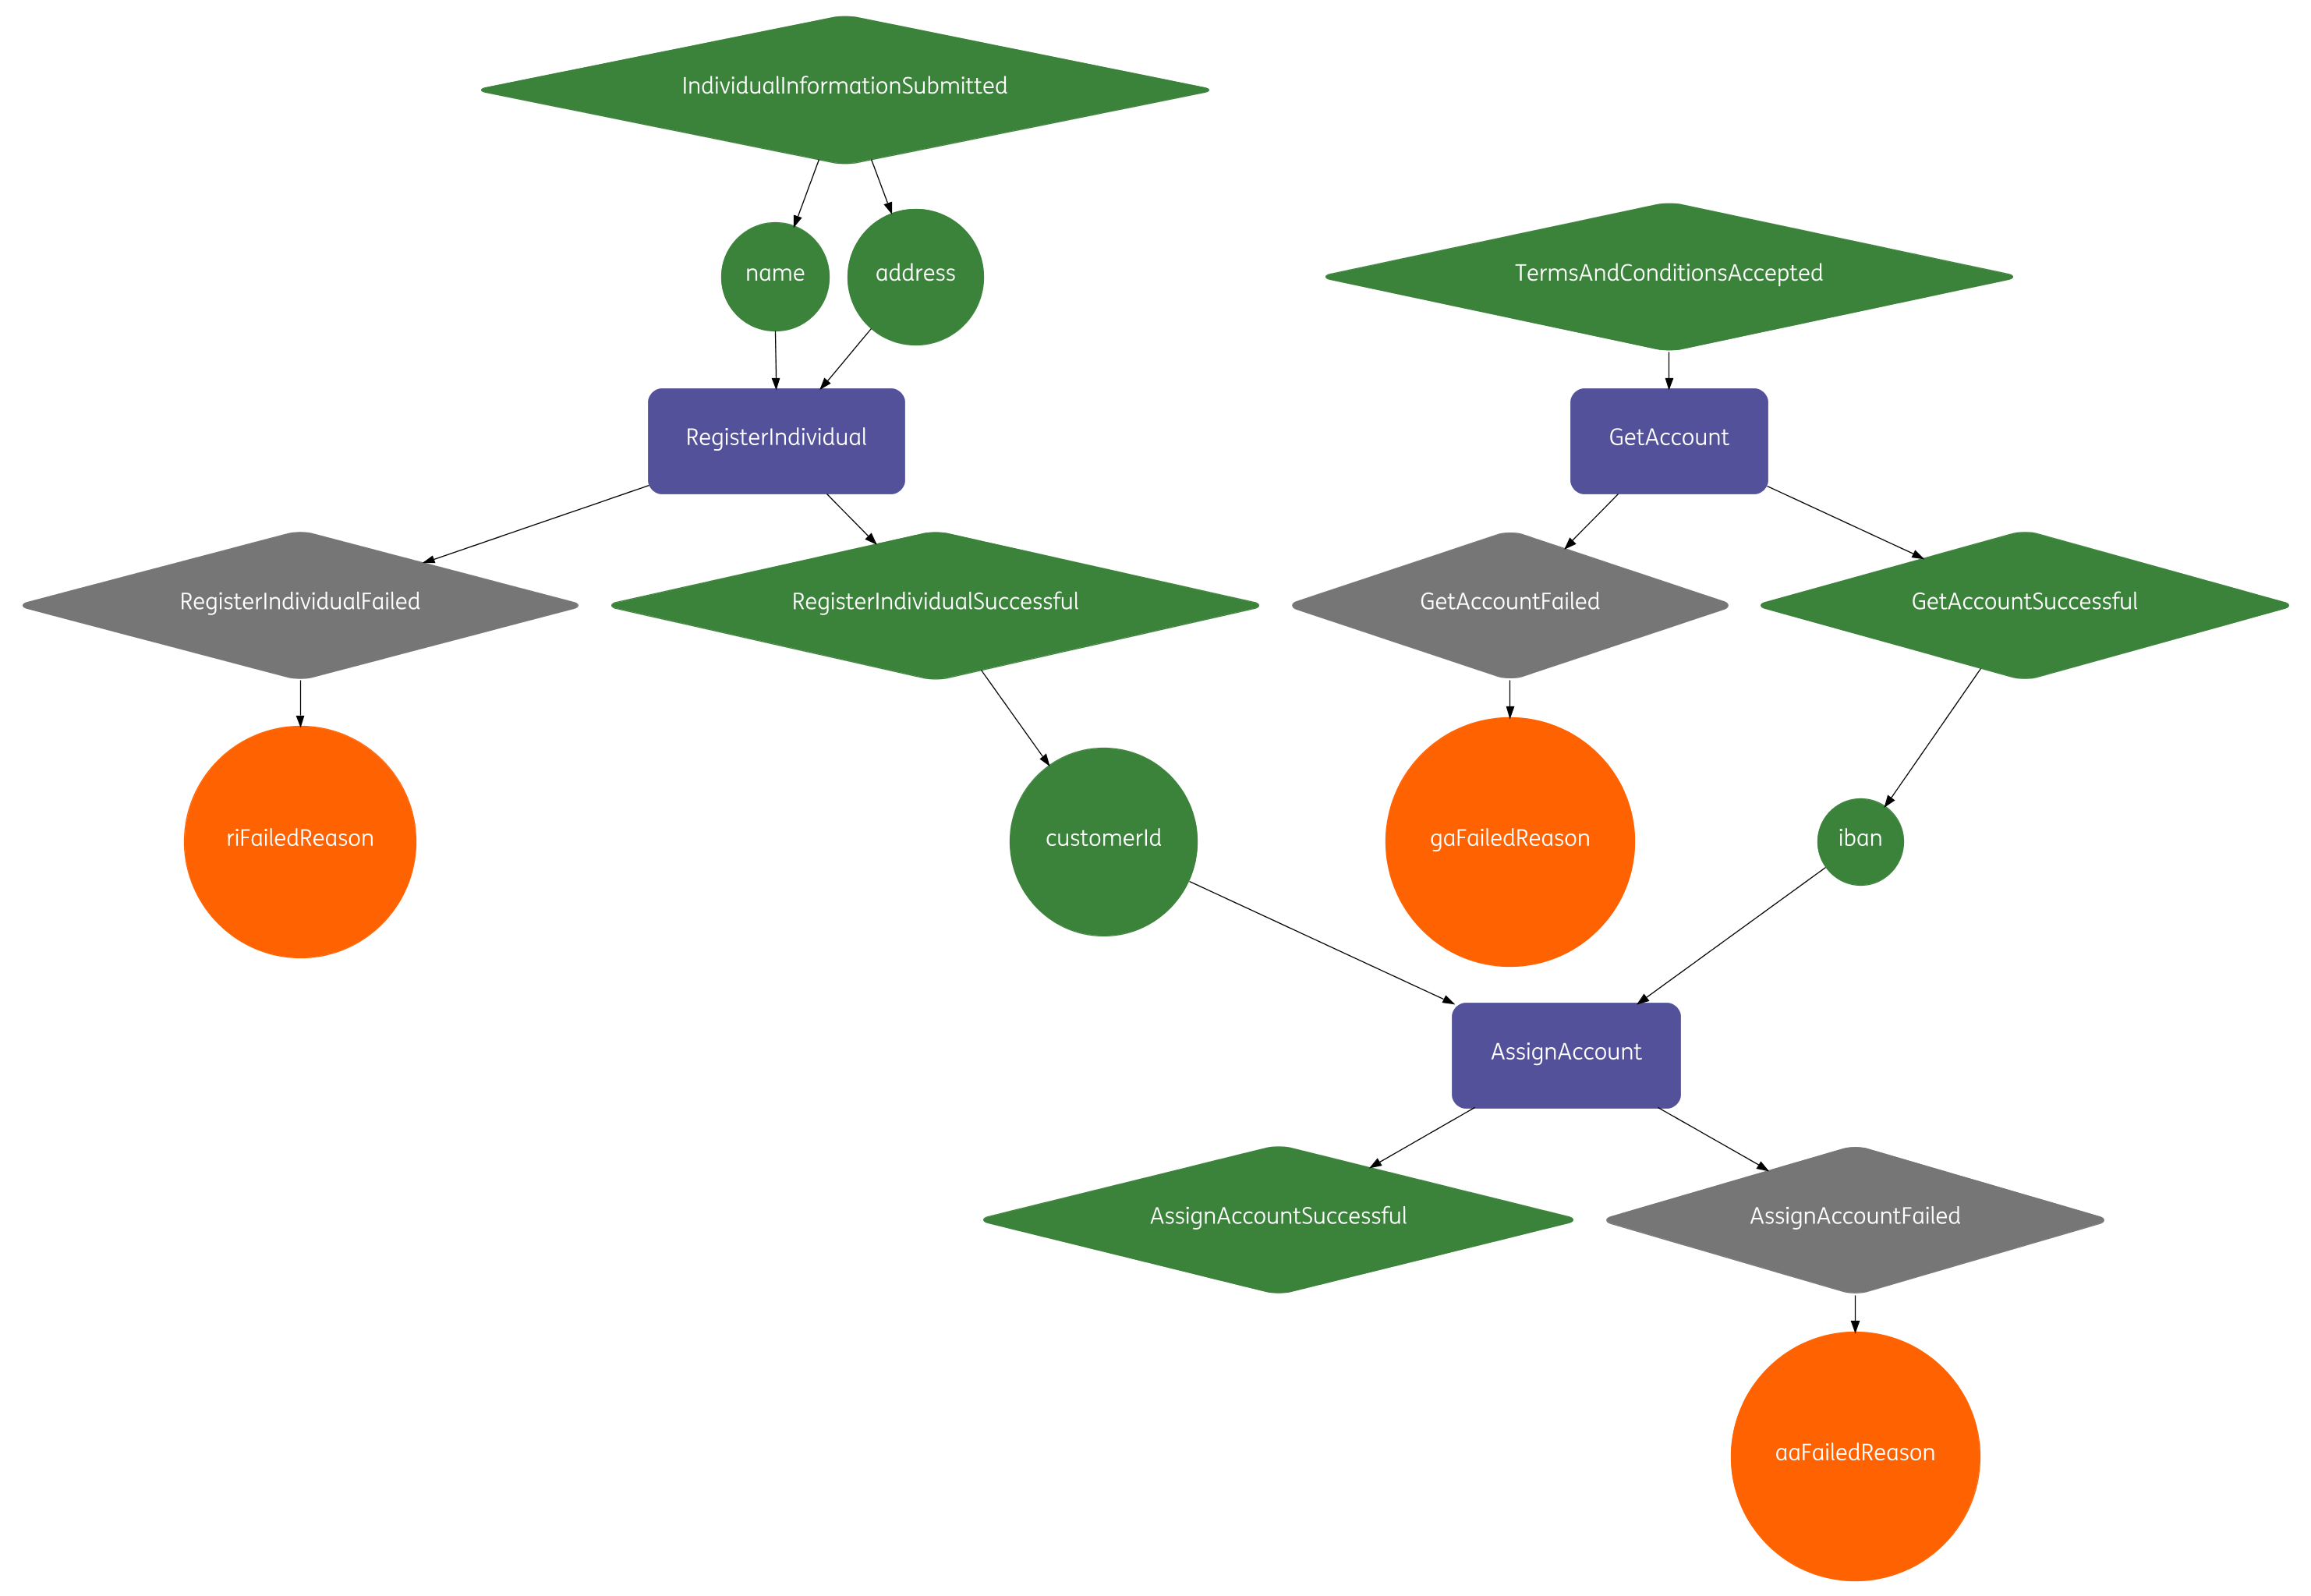 IndividualInformationSubmitted
name
address
TermsAndConditionsAccepted
RegisterIndividual
GetAccount
RegisterIndividualFailed
RegisterIndividualSuccessful
GetAccountFailed
GetAccountSuccessful
riFailedReason
customerId
gaFailedReason
iban
AssignAccount
AssignAccountSuccessful
AssignAccountFailed
aaFailedReason